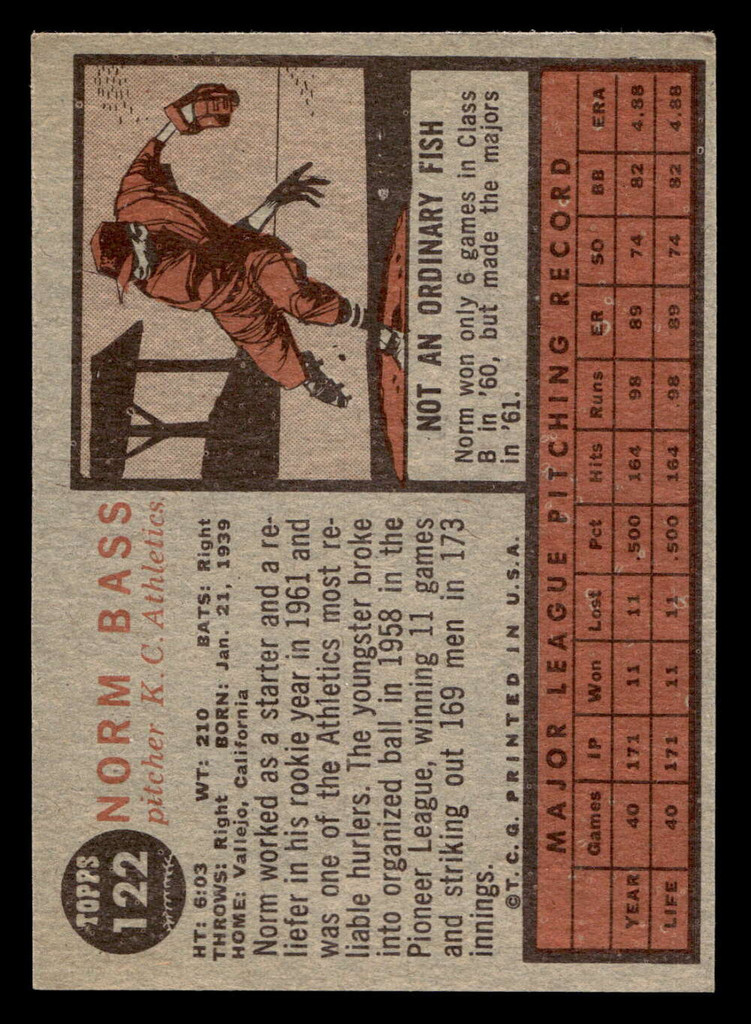 TOPPS
122
NORM BASS
pitcher K. C. Athletics
HT: 6:03 WT: 210 BATS: Right
THROWS: Right BORN: Jan. 21, 1939
HOME: Vallejo, California
Norm worked as a starter and a re-
liefer in his rookie year in 1961 and
was one of the Athletics most re-
liable hurlers. The youngster broke
into organized ball in 1958 in the
Pioneer League, winning 11 games
and striking out 169 men in 173
innings.
©T. C. G. PRINTED IN U.S.A.
NOT AN ORDINARY FISH
Norm won only 6 games in Class
B in '60, but made the majors
in '61.
MAJOR LEAGUE PITCHING RECORD
Games IP Won Lost Pct Hits Runs ER SO BB ERA
YEAR 40 171 11 11 .500 164 98 89 74 82 4.88
LIFE 40 171 11 11 .500 164 98 89 74 82 4.88